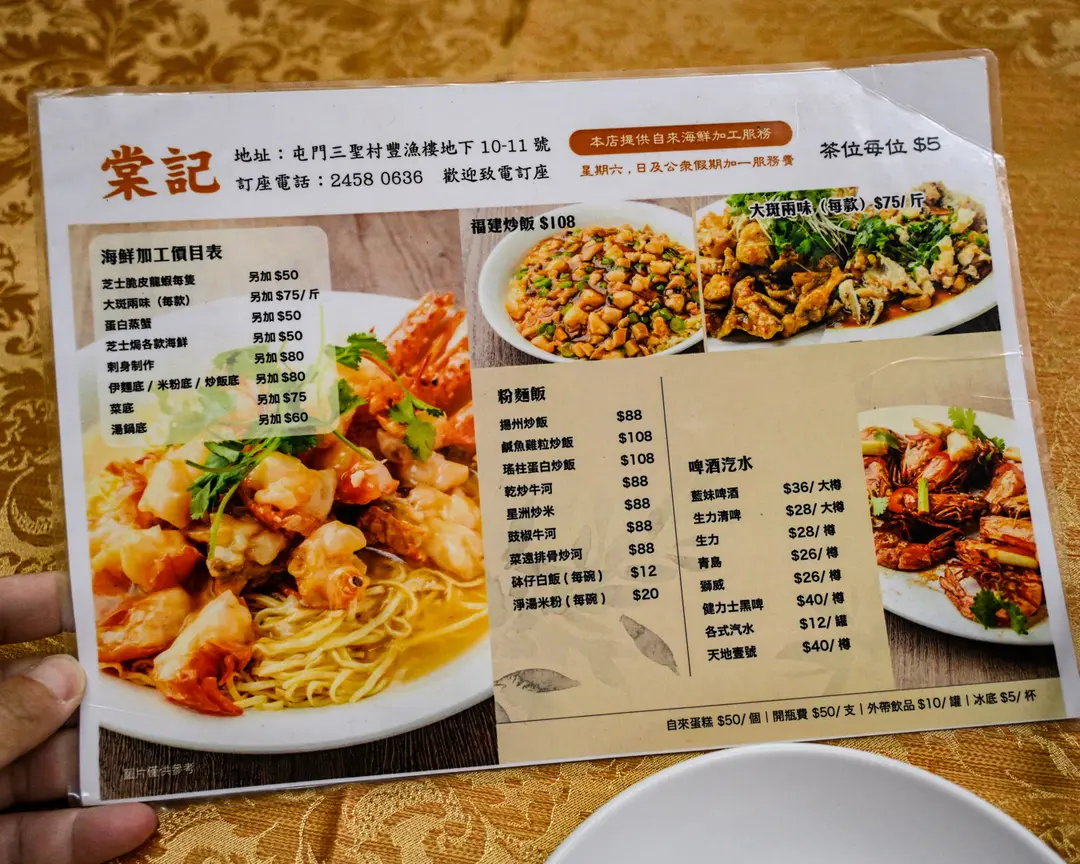 棠記
地址：屯門三聖村豐漁樓地下 10-11 號
訂座電話：2458 0636 歡迎致電訂座
本店提供自來海鮮加工服務
星期六 , 日及公衆假期加一服務費
茶位每位 $5
海鮮加工價目表
芝士脆皮龍蝦每隻 另加 $50
大斑兩味（每款） 另加 $75/ 斤
蛋白蒸蟹 另加 $50
芝士焗各款海鮮 另加 $50
刺身制作 另加 $80
伊麵底 / 米粉底 / 炒飯底 另加 $80
菜底 另加 $75
湯鍋底 另加 $60
福建炒飯 $108
大斑兩味（每款）$75/ 斤
粉麵飯
揚州炒飯 $88
鹹魚雞粒炒飯 $108
瑤柱蛋白炒飯 $108
乾炒牛河 $88
星洲炒米 $88
豉椒牛河 $88
菜遠排骨炒河 $88
砵仔白飯 ( 每碗 ) $12
淨湯米粉 ( 每碗 ) $20
啤酒汽水
藍妹啤酒 $36/ 大樽
生力清啤 $28/ 大樽
生力 $28/ 樽
青島 $26/ 樽
獅威 $26/ 樽
健力士黑啤 $40/ 樽
各式汽水 $12/ 罐
天地壹號 $40/ 樽
自來蛋糕 $50/ 個 | 開瓶費 $50/ 支 | 外帶飲品 $10/ 罐 | 冰底 $5/ 杯
圖片僅供參考